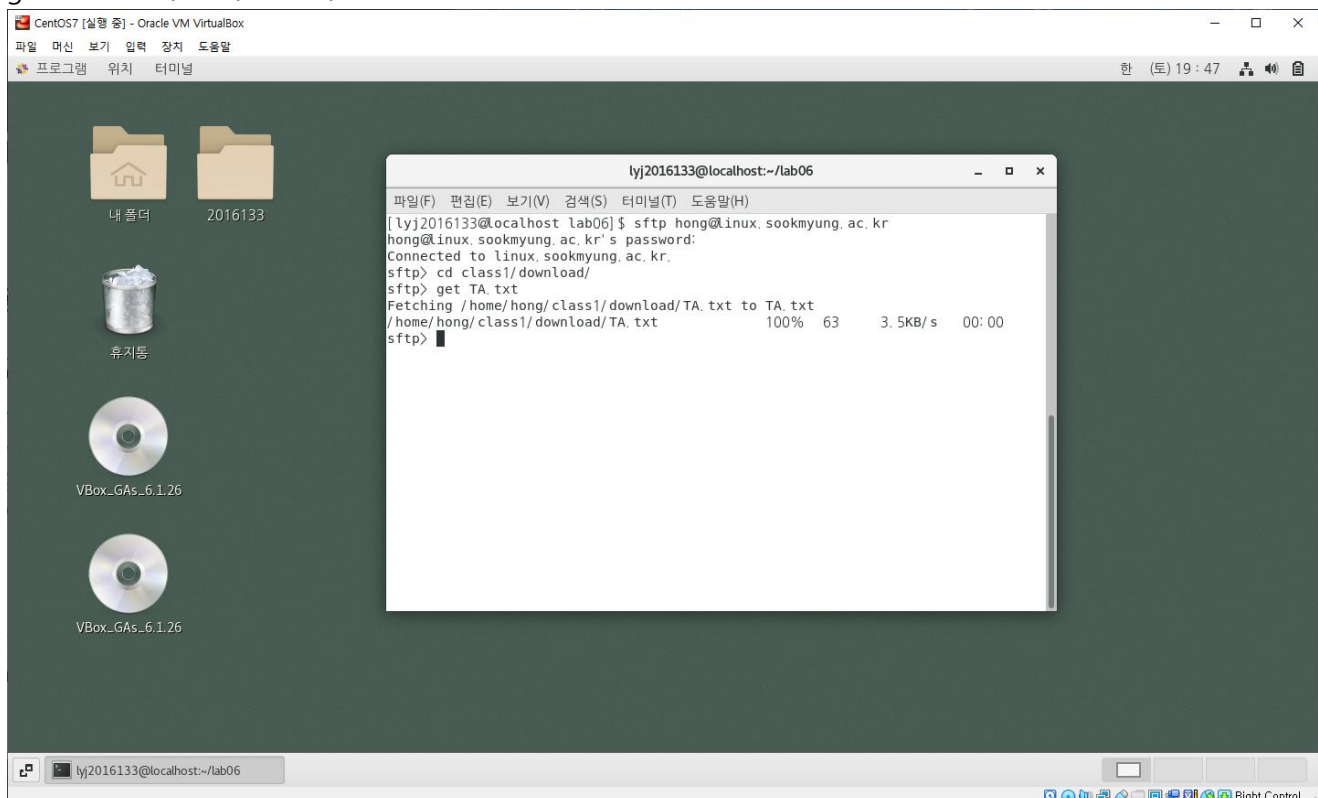 CentOS7 [실행 중] - Oracle VM VirtualBox
파일 머신 보기 입력 장치 도움말
프로그램 위치 터미널
한 (토) 19 : 47
내 폴더
2016133
휴지통
VBox_GAs_6.1.26
VBox_GAs_6.1.26
lyj2016133@localhost:~/lab06
파일(F) 편집(E) 보기(V) 검색(S) 터미널(T) 도움말(H)
[lyj2016133@localhost lab06]$ sftp hong@linux.sookmyung.ac.kr
hong@linux.sookmyung.ac.kr's password:
Connected to linux.sookmyung.ac.kr.
sftp> cd class1/download/
sftp> get TA.txt
Fetching /home/hong/class1/download/TA.txt to TA.txt
/home/hong/class1/download/TA.txt 100% 63 3.5KB/s 00:00
sftp>
lyj2016133@localhost:~/lab06
Right Control